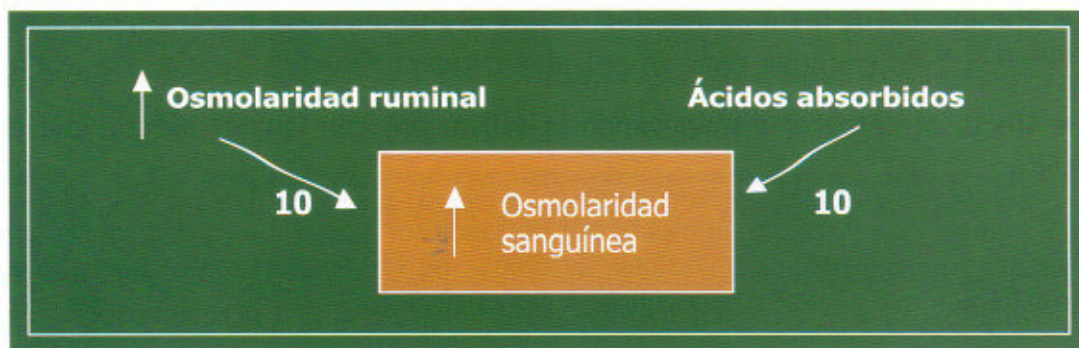 Osmolaridad ruminal
Ácidos absorbidos
10
10
Osmolaridad
sanguínea